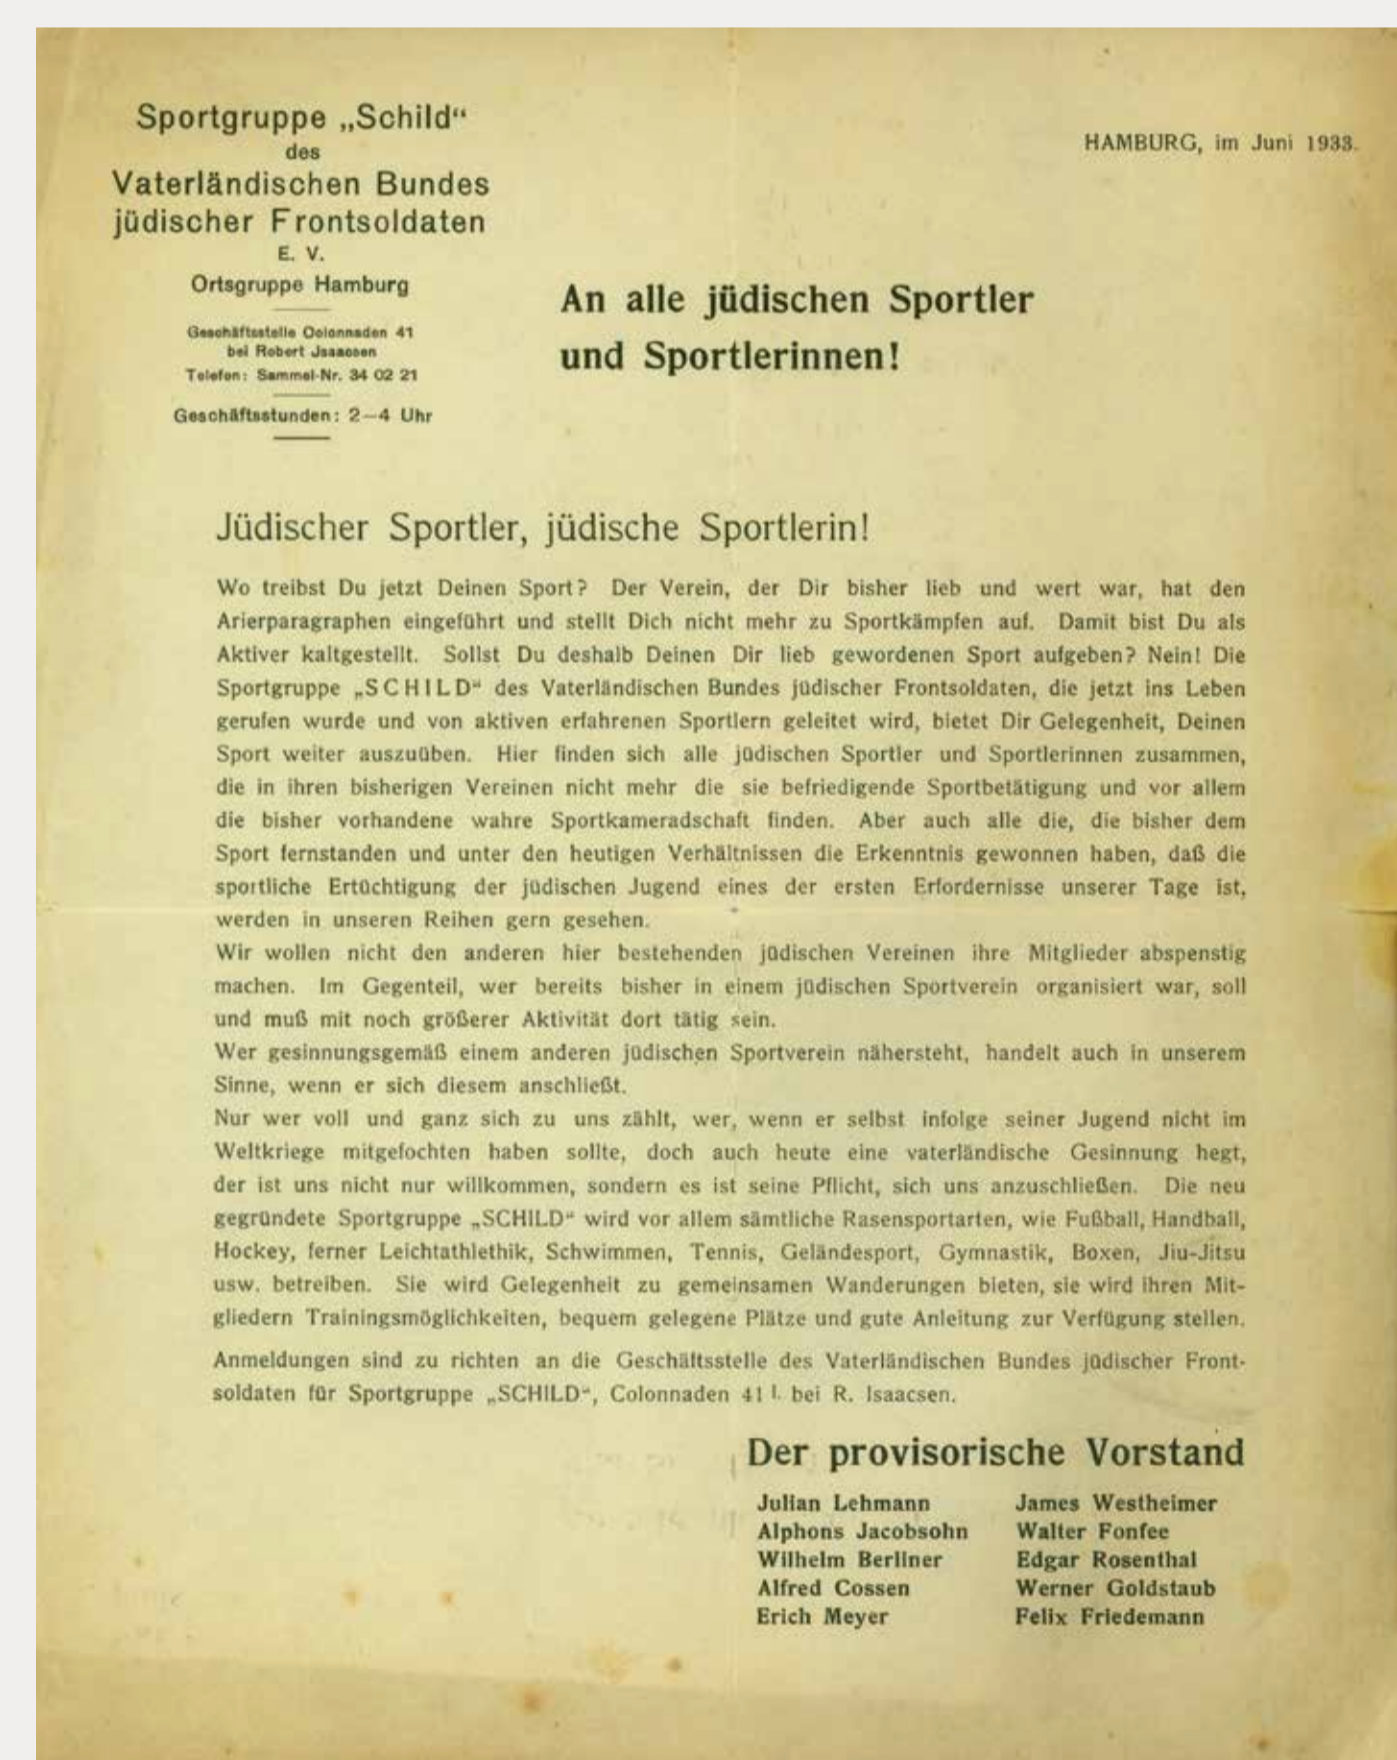 Sportgruppe „Schild“
des
Vaterländischen Bundes
jüdischer Frontsoldaten
E. V.
Ortsgruppe Hamburg
Geschäftsstelle Colonnaden 41
bei Robert Jsaacsen
Telefon: Sammel-Nr. 34 02 21
Geschäftsstunden: 2—4 Uhr
HAMBURG, im Juni 1933.
An alle jüdischen Sportler
und Sportlerinnen!
Jüdischer Sportler, jüdische Sportlerin!
Wo treibst Du jetzt Deinen Sport? Der Verein, der Dir bisher lieb und wert war, hat den
Arierparagraphen eingeführt und stellt Dich nicht mehr zu Sportkämpfen auf. Damit bist Du als
Aktiver kaltgestellt. Sollst Du deshalb Deinen Dir lieb gewordenen Sport aufgeben? Nein! Die
Sportgruppe „SCHILD“ des Vaterländischen Bundes jüdischer Frontsoldaten, die jetzt ins Leben
gerufen wurde und von aktiven erfahrenen Sportlern geleitet wird, bietet Dir Gelegenheit, Deinen
Sport weiter auszuüben. Hier finden sich alle jüdischen Sportler und Sportlerinnen zusammen,
die in ihren bisherigen Vereinen nicht mehr die sie befriedigende Sportbetätigung und vor allem
die bisher vorhandene wahre Sportkameradschaft finden. Aber auch alle die, die bisher dem
Sport fernstanden und unter den heutigen Verhältnissen die Erkenntnis gewonnen haben, daß die
sportliche Ertüchtigung der jüdischen Jugend eines der ersten Erfordernisse unserer Tage ist,
werden in unseren Reihen gern gesehen.
Wir wollen nicht den anderen hier bestehenden jüdischen Vereinen ihre Mitglieder abspenstig
machen. Im Gegenteil, wer bereits bisher in einem jüdischen Sportverein organisiert war, soll
und muß mit noch größerer Aktivität dort tätig sein.
Wer gesinnungsgemäß einem anderen jüdischen Sportverein nähersteht, handelt auch in unserem
Sinne, wenn er sich diesem anschließt.
Nur wer voll und ganz sich zu uns zählt, wer, wenn er selbst infolge seiner Jugend nicht im
Weltkriege mitgefochten haben sollte, doch auch heute eine vaterländische Gesinnung hegt,
der ist uns nicht nur willkommen, sondern es ist seine Pflicht, sich uns anzuschließen. Die neu
gegründete Sportgruppe „SCHILD“ wird vor allem sämtliche Rasensportarten, wie Fußball, Handball,
Hockey, ferner Leichtathlethik, Schwimmen, Tennis, Geländesport, Gymnastik, Boxen, Jiu-Jitsu
usw. betreiben. Sie wird Gelegenheit zu gemeinsamen Wanderungen bieten, sie wird ihren Mit-
gliedern Trainingsmöglichkeiten, bequem gelegene Plätze und gute Anleitung zur Verfügung stellen.
Anmeldungen sind zu richten an die Geschäftsstelle des Vaterländischen Bundes jüdischer Front-
soldaten für Sportgruppe „SCHILD“, Colonnaden 41 I. bei R. Isaacsen.
Der provisorische Vorstand
Julian Lehmann James Westheimer
Alphons Jacobsohn Walter Fonfee
Wilhelm Berliner Edgar Rosenthal
Alfred Cossen Werner Goldstaub
Erich Meyer Felix Friedemann